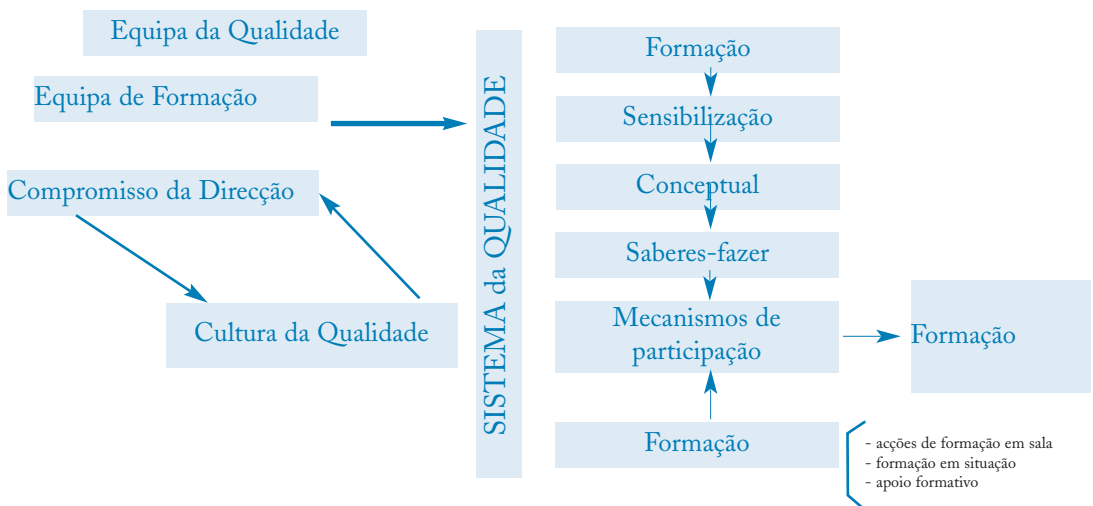 Equipa da Qualidade
Equipa de Formação
Compromisso da Direcção
Cultura da Qualidade
SISTEMA da QUALIDADE
Formação
Sensibilização
Conceptual
Saberes-fazer
Mecanismos de
participação
Formação
Formação
- acções de formação em sala
- formação em situação
- apoio formativo